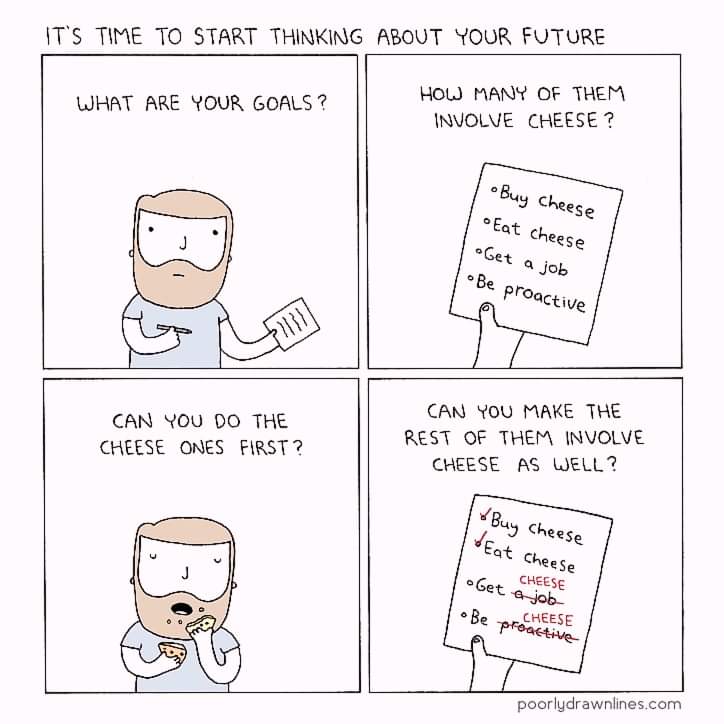 IT'S TIME TO START THINKING ABOUT YOUR FUTURE
WHAT ARE YOUR GOALS?
HOW MANY OF THEM
INVOLVE CHEESE?
Buy cheese
Eat cheese
Get a job
Be proactive
CAN YOU DO THE
CHEESE ONES FIRST?
CAN YOU MAKE THE
REST OF THEM INVOLVE
CHEESE AS WELL?
Buy cheese
Eat cheese
CHEESE
Get a job
CHEESE
Be proactive
poorlydrawnlines.com